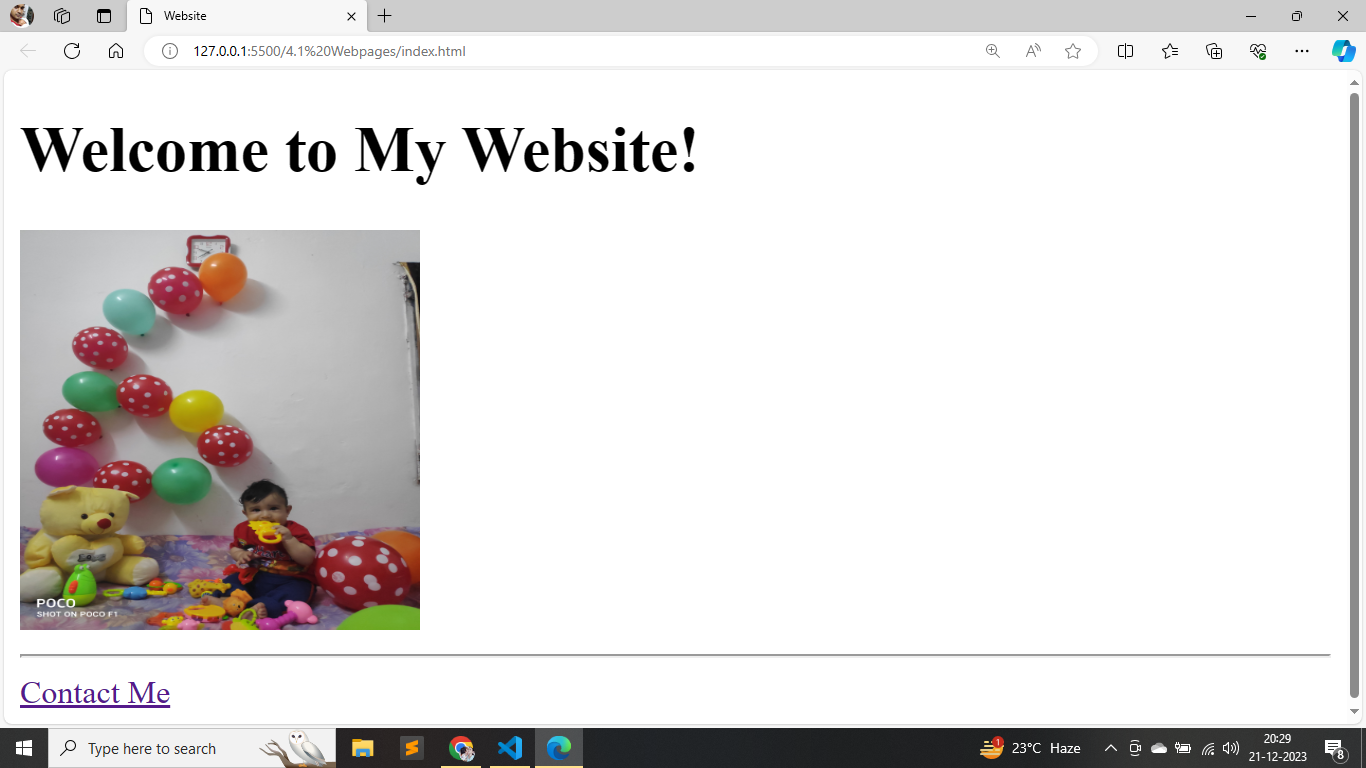 Website
127.0.0.1:5500/4.1%20Webpages/index.html
Welcome to My Website!
POCO
SHOT ON POCO F1
Contact Me
Type here to search
1
23°C Haze
20:29
21-12-2023
8